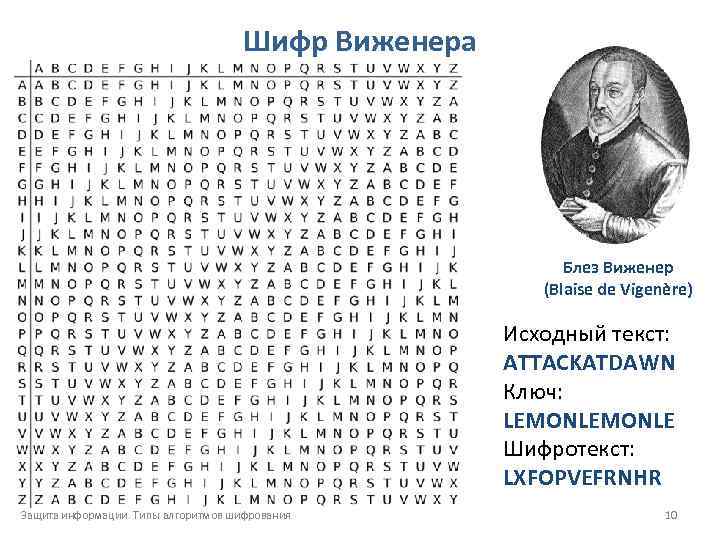 Шифр Виженера
A B C D E F G H I J K L M N O P Q R S T U V W X Y Z
A A B C D E F G H I J K L M N O P Q R S T U V W X Y Z
B B C D E F G H I J K L M N O P Q R S T U V W X Y Z A
C C D E F G H I J K L M N O P Q R S T U V W X Y Z A B
D D E F G H I J K L M N O P Q R S T U V W X Y Z A B C
E E F G H I J K L M N O P Q R S T U V W X Y Z A B C D
F F G H I J K L M N O P Q R S T U V W X Y Z A B C D E
G G H I J K L M N O P Q R S T U V W X Y Z A B C D E F
H H I J K L M N O P Q R S T U V W X Y Z A B C D E F G
I I J K L M N O P Q R S T U V W X Y Z A B C D E F G H
J J K L M N O P Q R S T U V W X Y Z A B C D E F G H I
K K L M N O P Q R S T U V W X Y Z A B C D E F G H I J
L L M N O P Q R S T U V W X Y Z A B C D E F G H I J K
M M N O P Q R S T U V W X Y Z A B C D E F G H I J K L
N N O P Q R S T U V W X Y Z A B C D E F G H I J K L M
O O P Q R S T U V W X Y Z A B C D E F G H I J K L M N
P P Q R S T U V W X Y Z A B C D E F G H I J K L M N O
Q Q R S T U V W X Y Z A B C D E F G H I J K L M N O P
R R S T U V W X Y Z A B C D E F G H I J K L M N O P Q
S S T U V W X Y Z A B C D E F G H I J K L M N O P Q R
T T U V W X Y Z A B C D E F G H I J K L M N O P Q R S
U U V W X Y Z A B C D E F G H I J K L M N O P Q R S T
V V W X Y Z A B C D E F G H I J K L M N O P Q R S T U
W W X Y Z A B C D E F G H I J K L M N O P Q R S T U V
X X Y Z A B C D E F G H I J K L M N O P Q R S T U V W
Y Y Z A B C D E F G H I J K L M N O P Q R S T U V W X
Z Z A B C D E F G H I J K L M N O P Q R S T U V W X Y
Блез Виженер
(Blaise de Vigenère)
Исходный текст:
ATTACKATDAWN
Ключ:
LEMONLEMONLE
Шифротекст:
LXFOPVEFRNHR
Защита информации. Типы алгоритмов шифрования
10